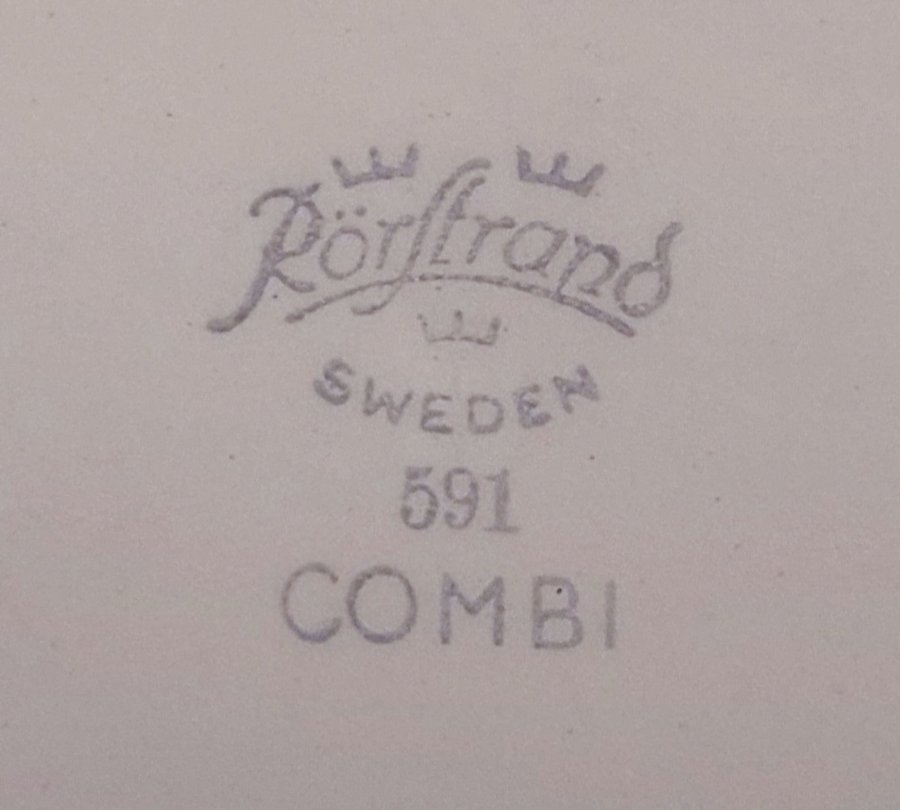 Rörstrand
SWEDEN
591
COMBI